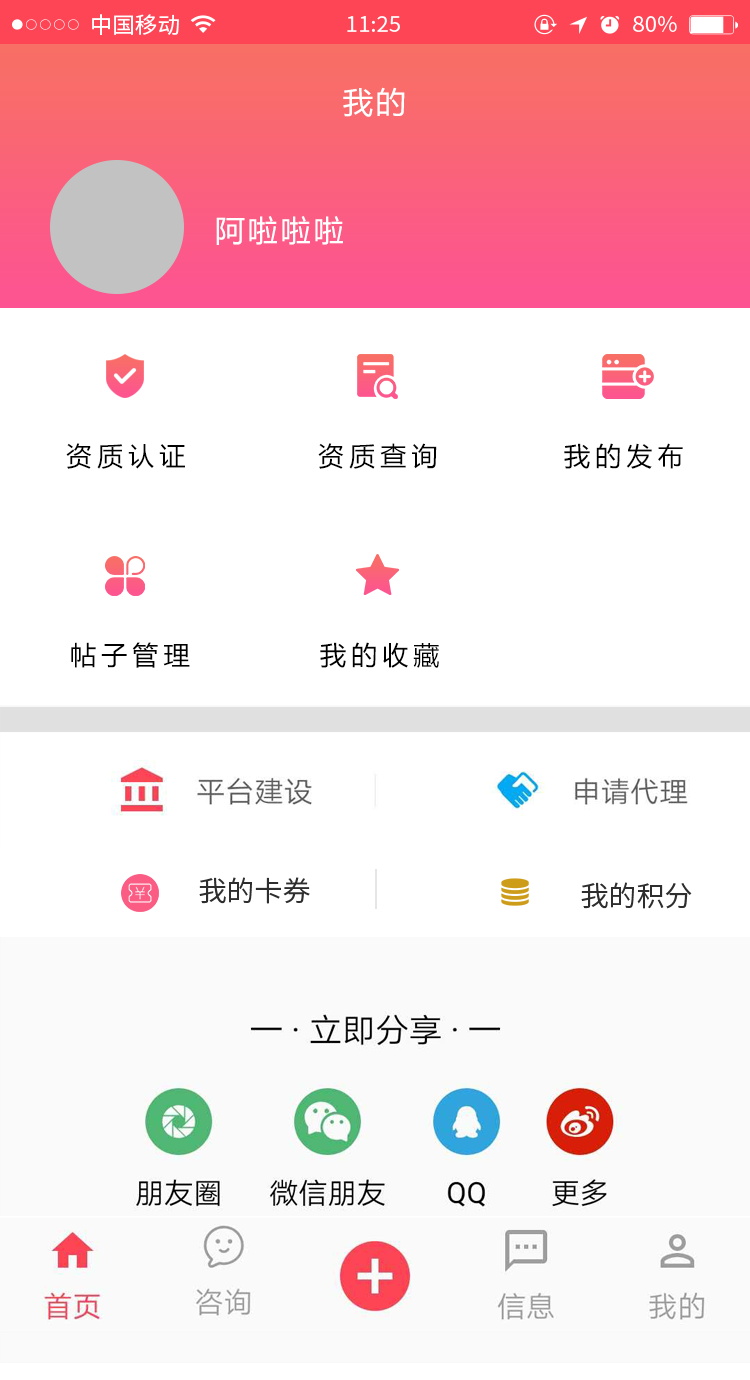 中国移动 11:25 80%
我的
阿啦啦啦
资质认证 资质查询 我的发布
帖子管理 我的收藏
平台建设 申请代理
我的卡券 我的积分
一 · 立即分享 · 一
朋友圈 微信朋友 QQ 更多
首页 咨询 信息 我的